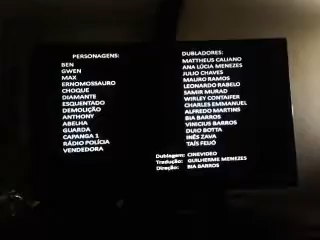 PERSONAGENS:
BEN
GWEN
MAX
ERNOMOSSAURO
CHOQUE
DIAMANTE
ESQUENTADO
DEMOLIÇÃO
ANTHONY
ABELHA
GUARDA
CAPANGA 1
RÁDIO POLÍCIA
VENDEDORA
DUBLADORES:
MATTHEUS CALIANO
ANA LÚCIA MENEZES
JULIO CHAVES
MAURO RAMOS
LEONARDO RABELO
SAMIR MURAD
WIRLEY CONTAIFER
CHARLES EMMANUEL
ALFREDO MARTINS
BIA BARROS
VINICIUS BARROS
DUIO BOTTA
INÊS ZAVA
TAÍS FEIJÓ
Dublagem: CINEVIDEO
Tradução: GUILHERME MENEZES
Direção: BIA BARROS